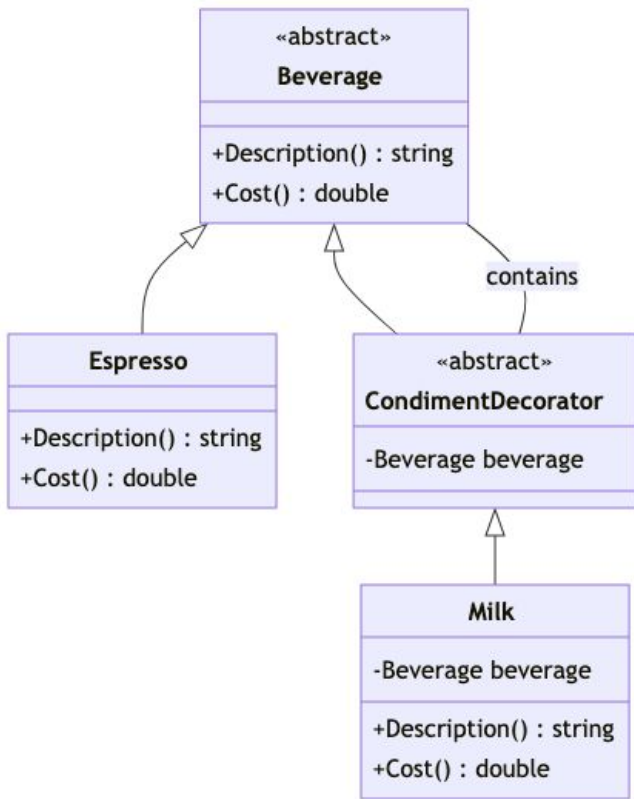 «abstract»
Beverage
+Description() : string
+Cost() : double
contains
Espresso
+Description() : string
+Cost() : double
«abstract»
CondimentDecorator
-Beverage beverage
Milk
-Beverage beverage
+Description() : string
+Cost() : double